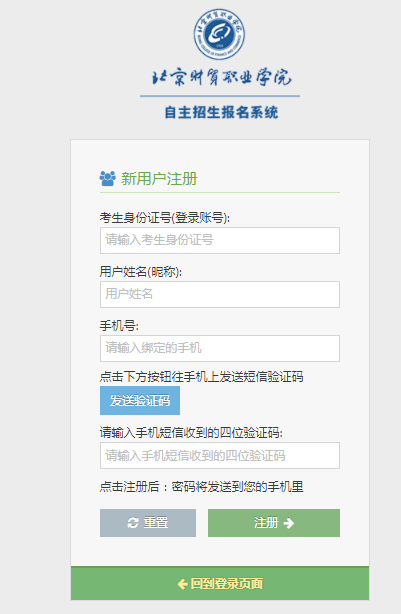 北京财贸职业学院
自主招生报名系统
新用户注册
考生身份证号(登录账号):
请输入考生身份证号
用户姓名(昵称):
用户姓名
手机号:
请输入绑定的手机
点击下方按钮往手机上发送短信验证码
发送验证码
请输入手机短信收到的四位验证码:
请输入手机短信收到的四位验证码
点击注册后：密码将发送到您的手机里
重置 注册
回到登录页面